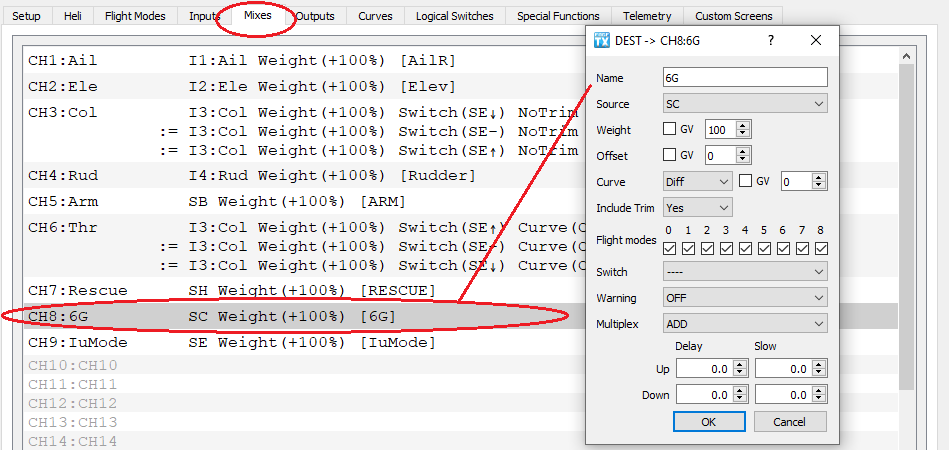 Setup Heli Flight Modes Inputs Mixes Outputs Curves Logical Switches Special Functions Telemetry Custom Screens
CH1:Ail I1:Ail Weight(+100%) [AilR]
CH2:Ele I2:Ele Weight(+100%) [Elev]
CH3:Col I3:Col Weight(+100%) Switch(SE↓) NoTrim
:= I3:Col Weight(+100%) Switch(SE-) NoTrim
:= I3:Col Weight(+100%) Switch(SE↑) NoTrim
CH4:Rud I4:Rud Weight(+100%) [Rudder]
CH5:Arm SB Weight(+100%) [ARM]
CH6:Thr I3:Col Weight(+100%) Switch(SE↑) Curve(C
:= I3:Col Weight(+100%) Switch(SE-) Curve(C
:= I3:Col Weight(+100%) Switch(SE↓) Curve(C
CH7:Rescue SH Weight(+100%) [RESCUE]
CH8:6G SC Weight(+100%) [6G]
CH9:IuMode SE Weight(+100%) [IuMode]
CH10:CH10
CH11:CH11
CH12:CH12
CH13:CH13
CH14:CH14
TX DEST -> CH8:6G ?
Name 6G
Source SC
Weight GV 100
Offset GV 0
Curve Diff GV 0
Include Trim Yes
0 1 2 3 4 5 6 7 8
Flight modes
Switch ----
Warning OFF
Multiplex ADD
Delay Slow
Up 0.0 0.0
Down 0.0 0.0
OK Cancel